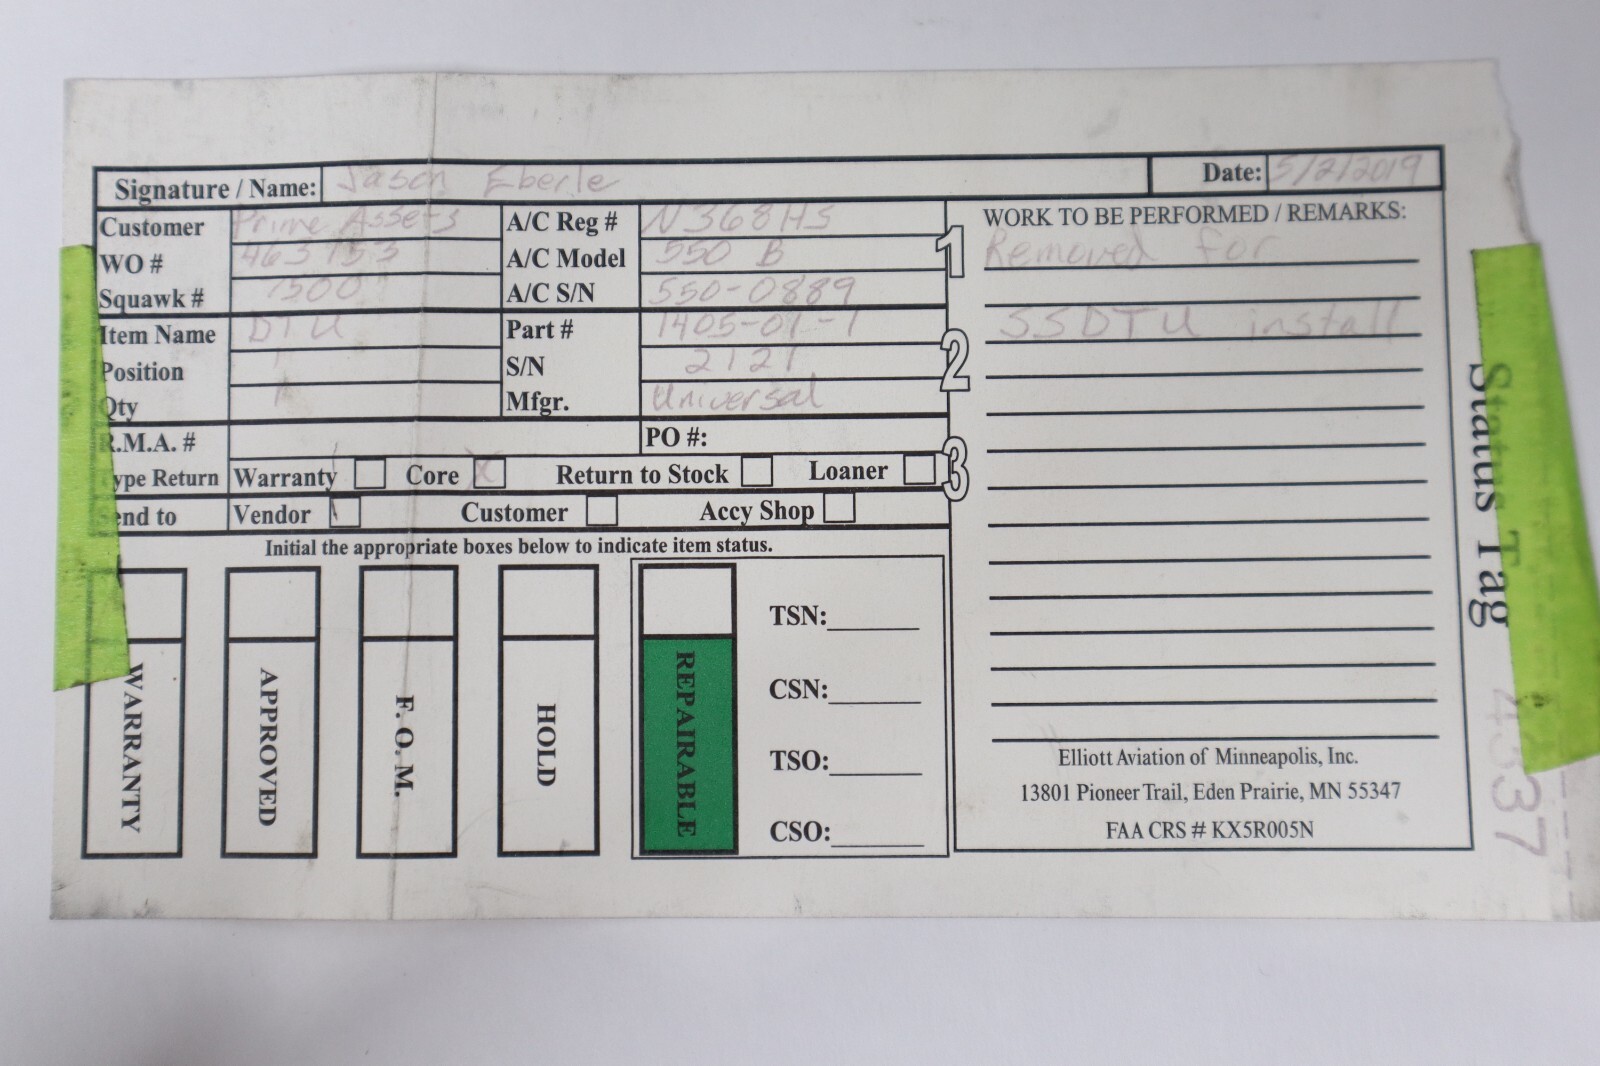 Signature / Name: Jason Eberle Date: 5/2/2019
Customer Prime Assets A/C Reg # N368HS
WO # A/C Model 550 B
Squawk # 1500 A/C S/N 550-0889
Item Name DTU Part # 1405-01-1
Position 1 S/N 2121
Qty 1 Mfgr. Universal
R.M.A. # PO #:
ype Return Warranty Core X Return to Stock Loaner
end to Vendor Customer Accy Shop
Initial the appropriate boxes below to indicate item status.
WARRANTY
APPROVED
F. O. M.
HOLD
REPAIRABLE
TSN:
CSN:
TSO:
CSO:
1
2
3
WORK TO BE PERFORMED / REMARKS:
Removed for
SSDTU install
Elliott Aviation of Minneapolis, Inc.
13801 Pioneer Trail, Eden Prairie, MN 55347
FAA CRS # KX5R005N
Status Tag
4337